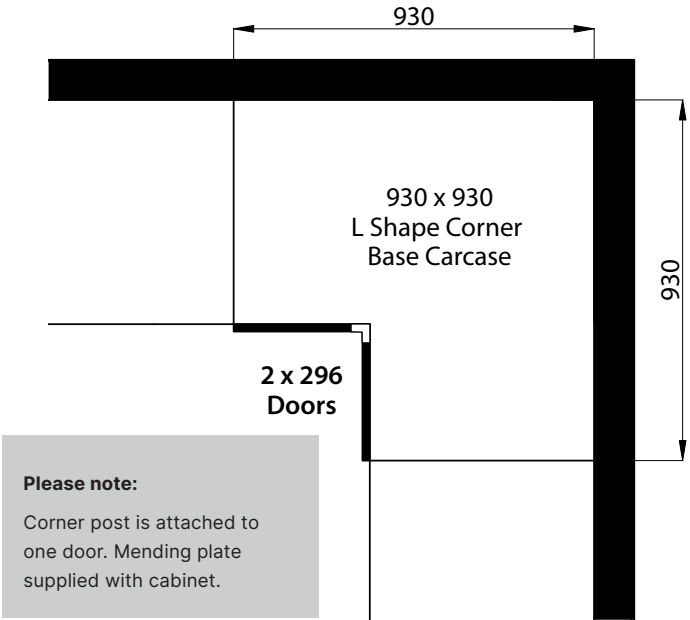 930
930 x 930
L Shape Corner
Base Carcase
930
2 x 296
Doors
Please note:
Corner post is attached to
one door. Mending plate
supplied with cabinet.